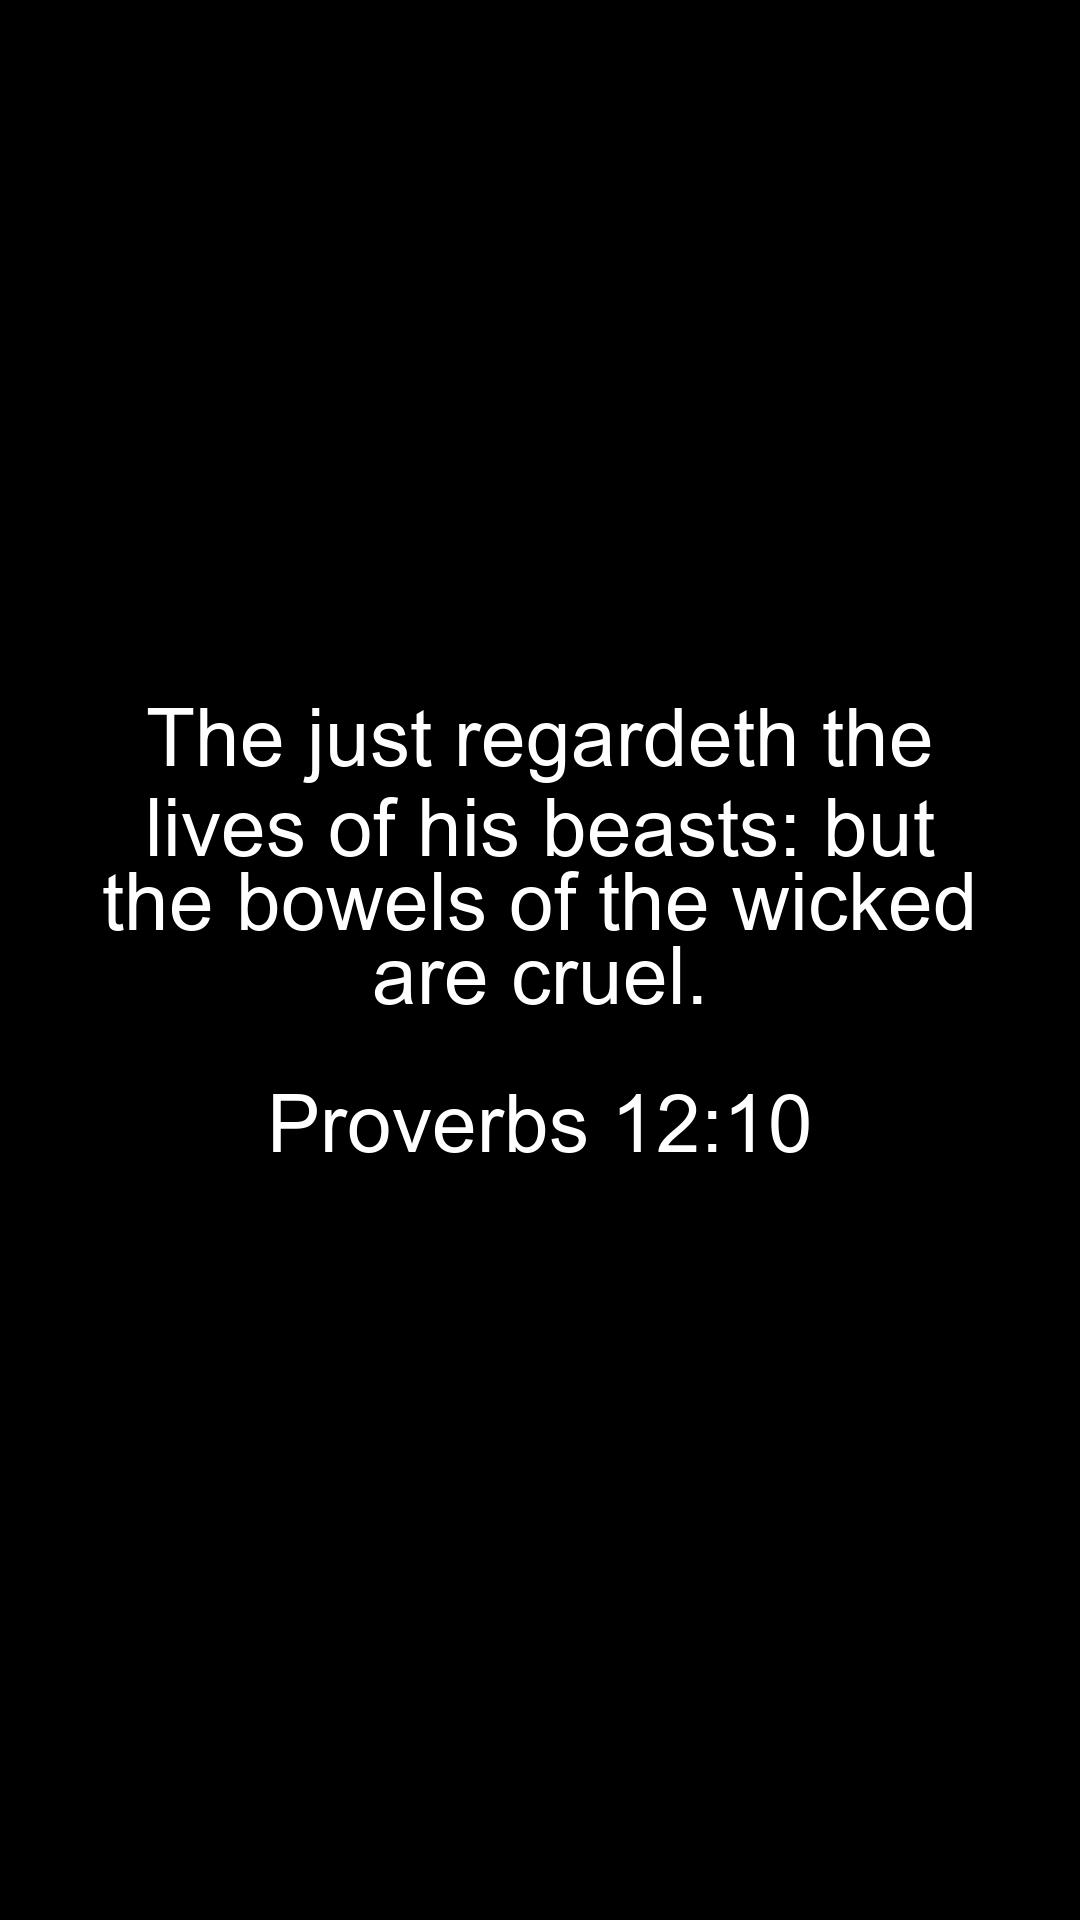 The just regardeth the
lives of his beasts: but
the bowels of the wicked
are cruel.
Proverbs 12:10